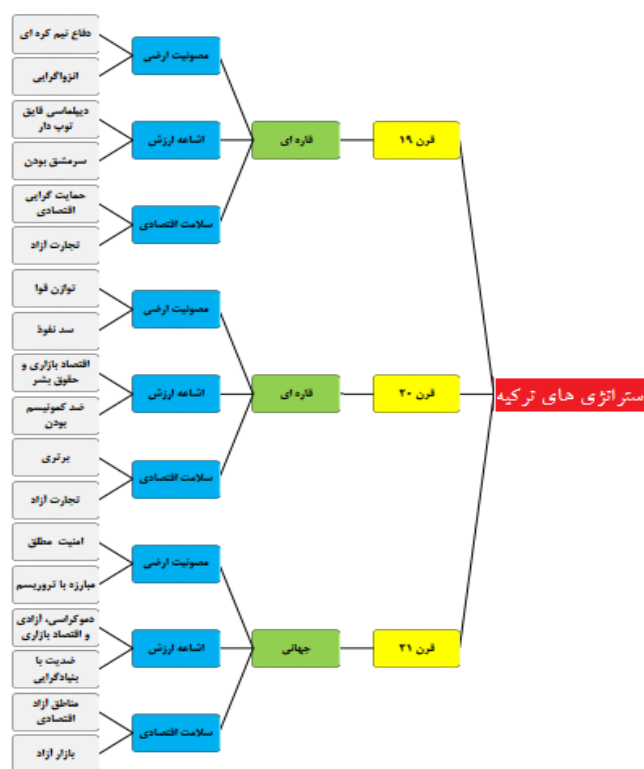 ستراتژی های ترکیه
قرن ۱۹
قاره ای
مصونیت ارضی
دفاع نیم کره ای
انزواگرایی
اشاعه ارزش
دیپلماسی قایق
توپ دار
سرمشق بودن
سلامت اقتصادی
حمایت گرایی
اقتصادی
تجارت آزاد
قرن ۲۰
قاره ای
مصونیت ارضی
توازن قوا
سد نفوذ
اشاعه ارزش
اقتصاد بازاری و
حقوق بشر
ضد کمونیسم
بودن
سلامت اقتصادی
برتری
تجارت آزاد
قرن ۲۱
جهانی
مصونیت ارضی
امنیت مطلق
مبارزه با تروریسم
اشاعه ارزش
دموکراسی، آزادی
و اقتصاد بازاری
ضدیت با
بنیادگرایی
سلامت اقتصادی
مناطق آزاد
اقتصادی
بازار آزاد